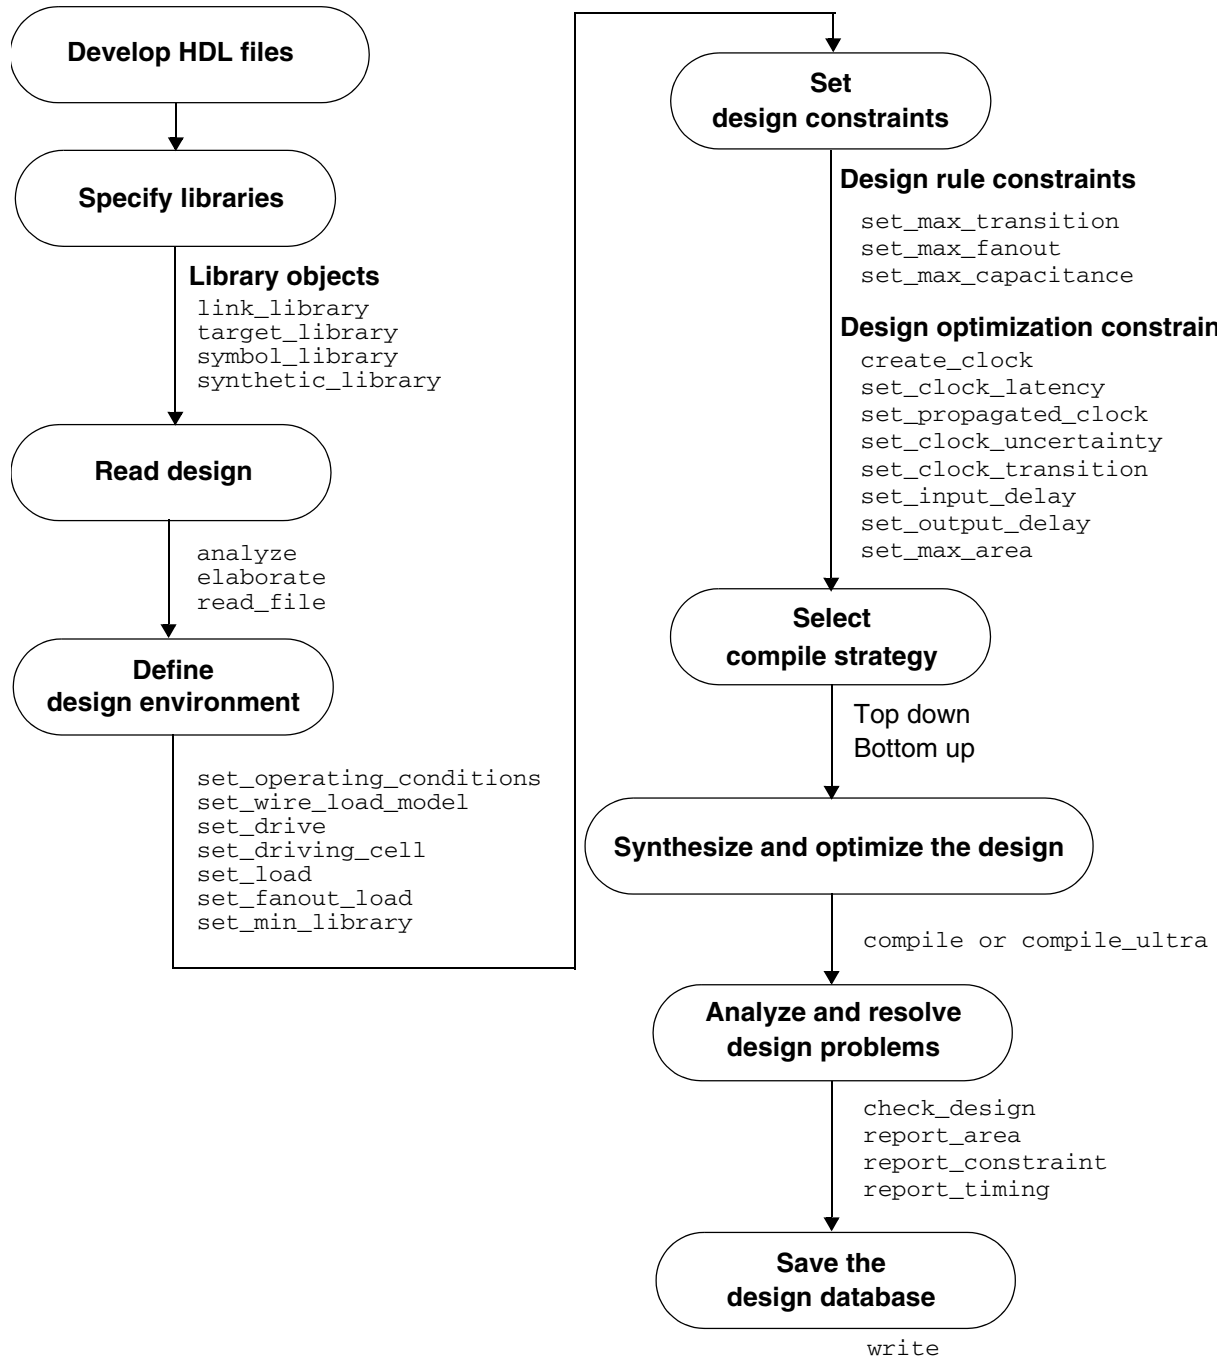 Develop HDL files
Specify libraries
Library objects
link_library
target_library
symbol_library
synthetic_library
Read design
analyze
elaborate
read_file
Define
design environment
set_operating_conditions
set_wire_load_model
set_drive
set_driving_cell
set_load
set_fanout_load
set_min_library
Set
design constraints
Design rule constraints
set_max_transition
set_max_fanout
set_max_capacitance
Design optimization constrain
create_clock
set_clock_latency
set_propagated_clock
set_clock_uncertainty
set_clock_transition
set_input_delay
set_output_delay
set_max_area
Select
compile strategy
Top down
Bottom up
Synthesize and optimize the design
compile or compile_ultra
Analyze and resolve
design problems
check_design
report_area
report_constraint
report_timing
Save the
design database
write